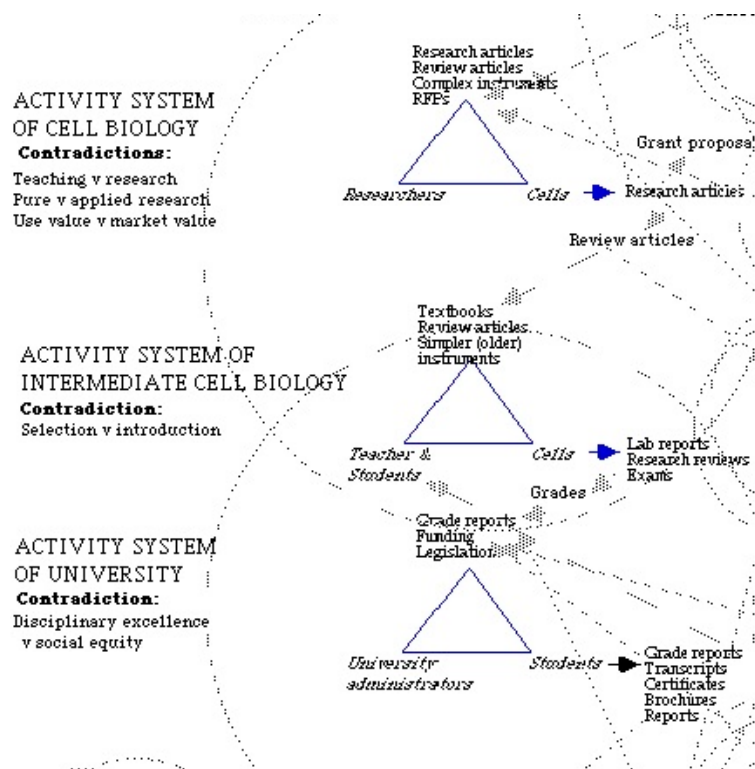 Research articles
Review articles
Complex instruments
RFPs
ACTIVITY SYSTEM
OF CELL BIOLOGY
Contradictions:
Teaching v research
Pure v applied research
Use value v market value
Researchers
Cells
Grant proposal
Research articles
Review articles
Textbooks
Review articles
Simpler (older)
instruments
ACTIVITY SYSTEM OF
INTERMEDIATE CELL BIOLOGY
Contradiction:
Selection v introduction
Teacher &
Students
Cells
Lab reports
Research reviews
Exams
Grades
Grade reports
Funding
Legislation
ACTIVITY SYSTEM
OF UNIVERSITY
Contradiction:
Disciplinary excellence
v social equity
University
administrators
Students
Grade reports
Transcripts
Certificates
Brochures
Reports